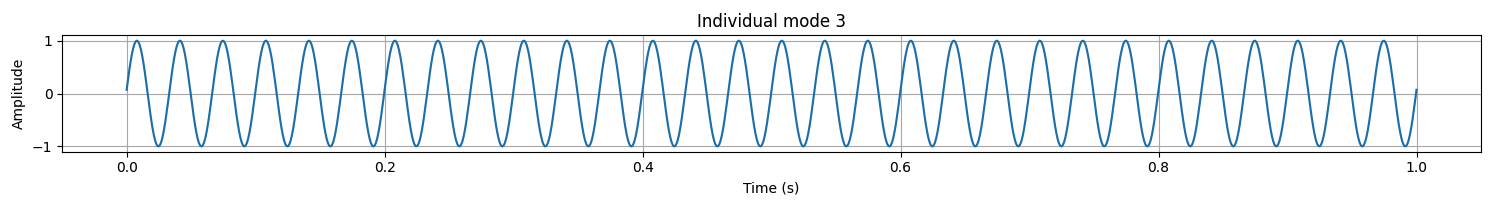 Individual mode 3
Amplitude
1
0
−1
0.0 0.2 0.4 0.6 0.8 1.0
Time (s)